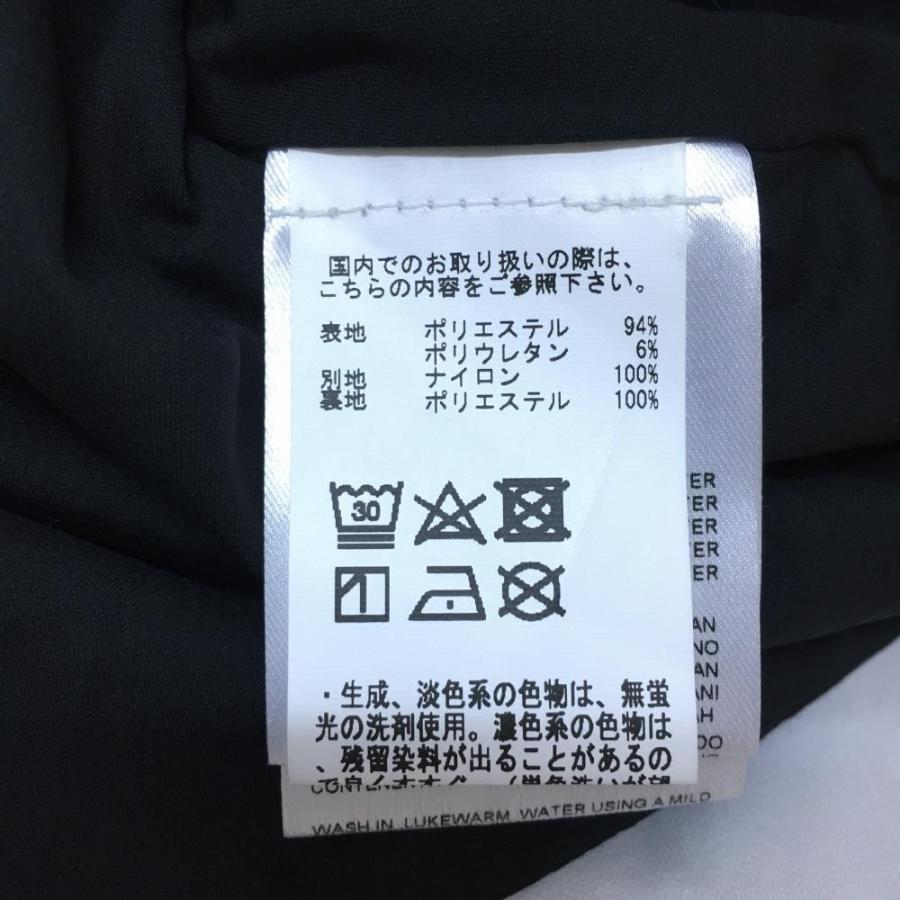 国内でのお取り扱いの際は、
こちらの内容をご参照下さい。
表地 ポリエステル 94%
ポリウレタン 6%
別地 ナイロン 100%
裏地 ポリエステル 100%
30
・生成、淡色系の色物は、無蛍
光の洗剤使用。濃色系の色物は
、残留染料が出ることがあるの
WASH IN LUKEWARM WATER USING A MILD